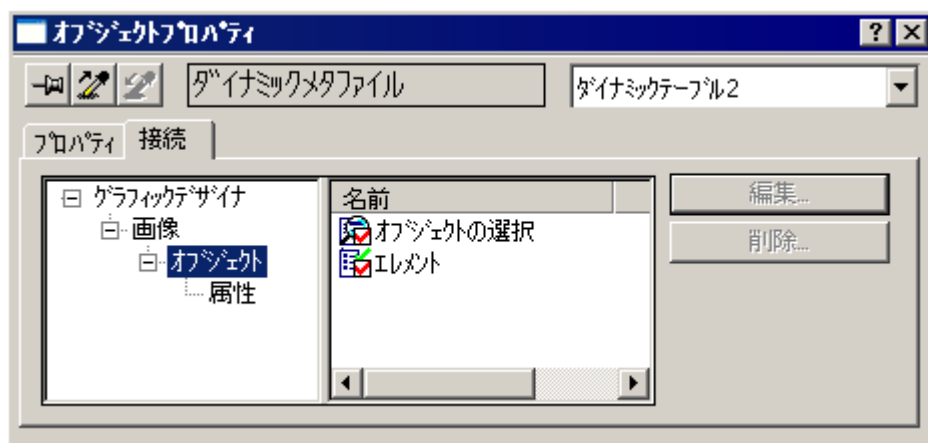 オブジェクトプロパティ
ダイナミックメタファイル
ダイナミックテーブル2
プロパティ 接続
グラフィックデザイナ
画像
オブジェクト
属性
名前
オブジェクトの選択
エレメント
編集...
削除...